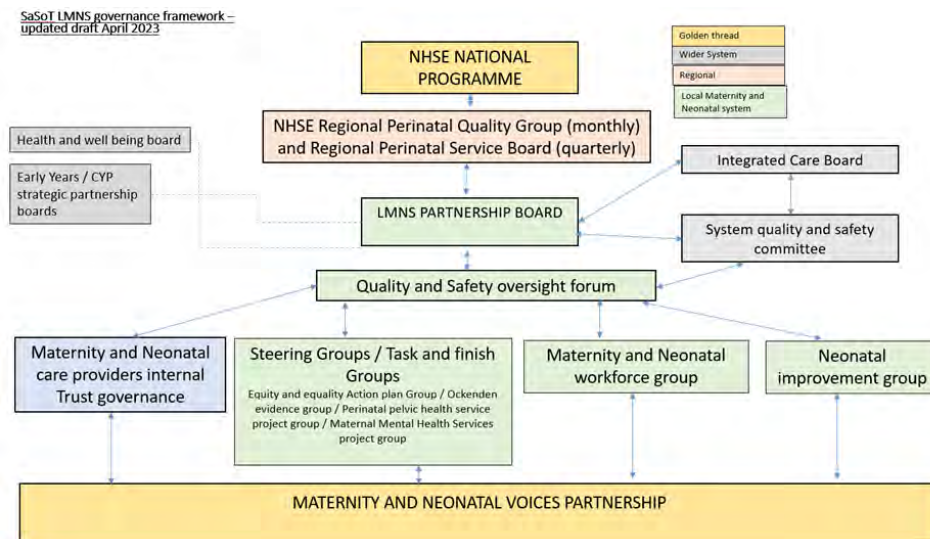 SaSoT LMNS governance framework –
updated draft April 2023
NHSE NATIONAL
PROGRAMME
Golden thread
Wider System
Regional
Local Maternity and
Neonatal system
NHSE Regional Perinatal Quality Group (monthly)
and Regional Perinatal Service Board (quarterly)
Health and well being board
Early Years / CYP
strategic partnership
boards
Integrated Care Board
LMNS PARTNERSHIP BOARD
System quality and safety
committee
Quality and Safety oversight forum
Maternity and Neonatal
care providers internal
Trust governance
Steering Groups / Task and finish
Groups
Equity and equality Action plan Group / Ockenden
evidence group / Perinatal pelvic health service
project group / Maternal Mental Health Services
project group
Maternity and Neonatal
workforce group
Neonatal
improvement group
MATERNITY AND NEONATAL VOICES PARTNERSHIP